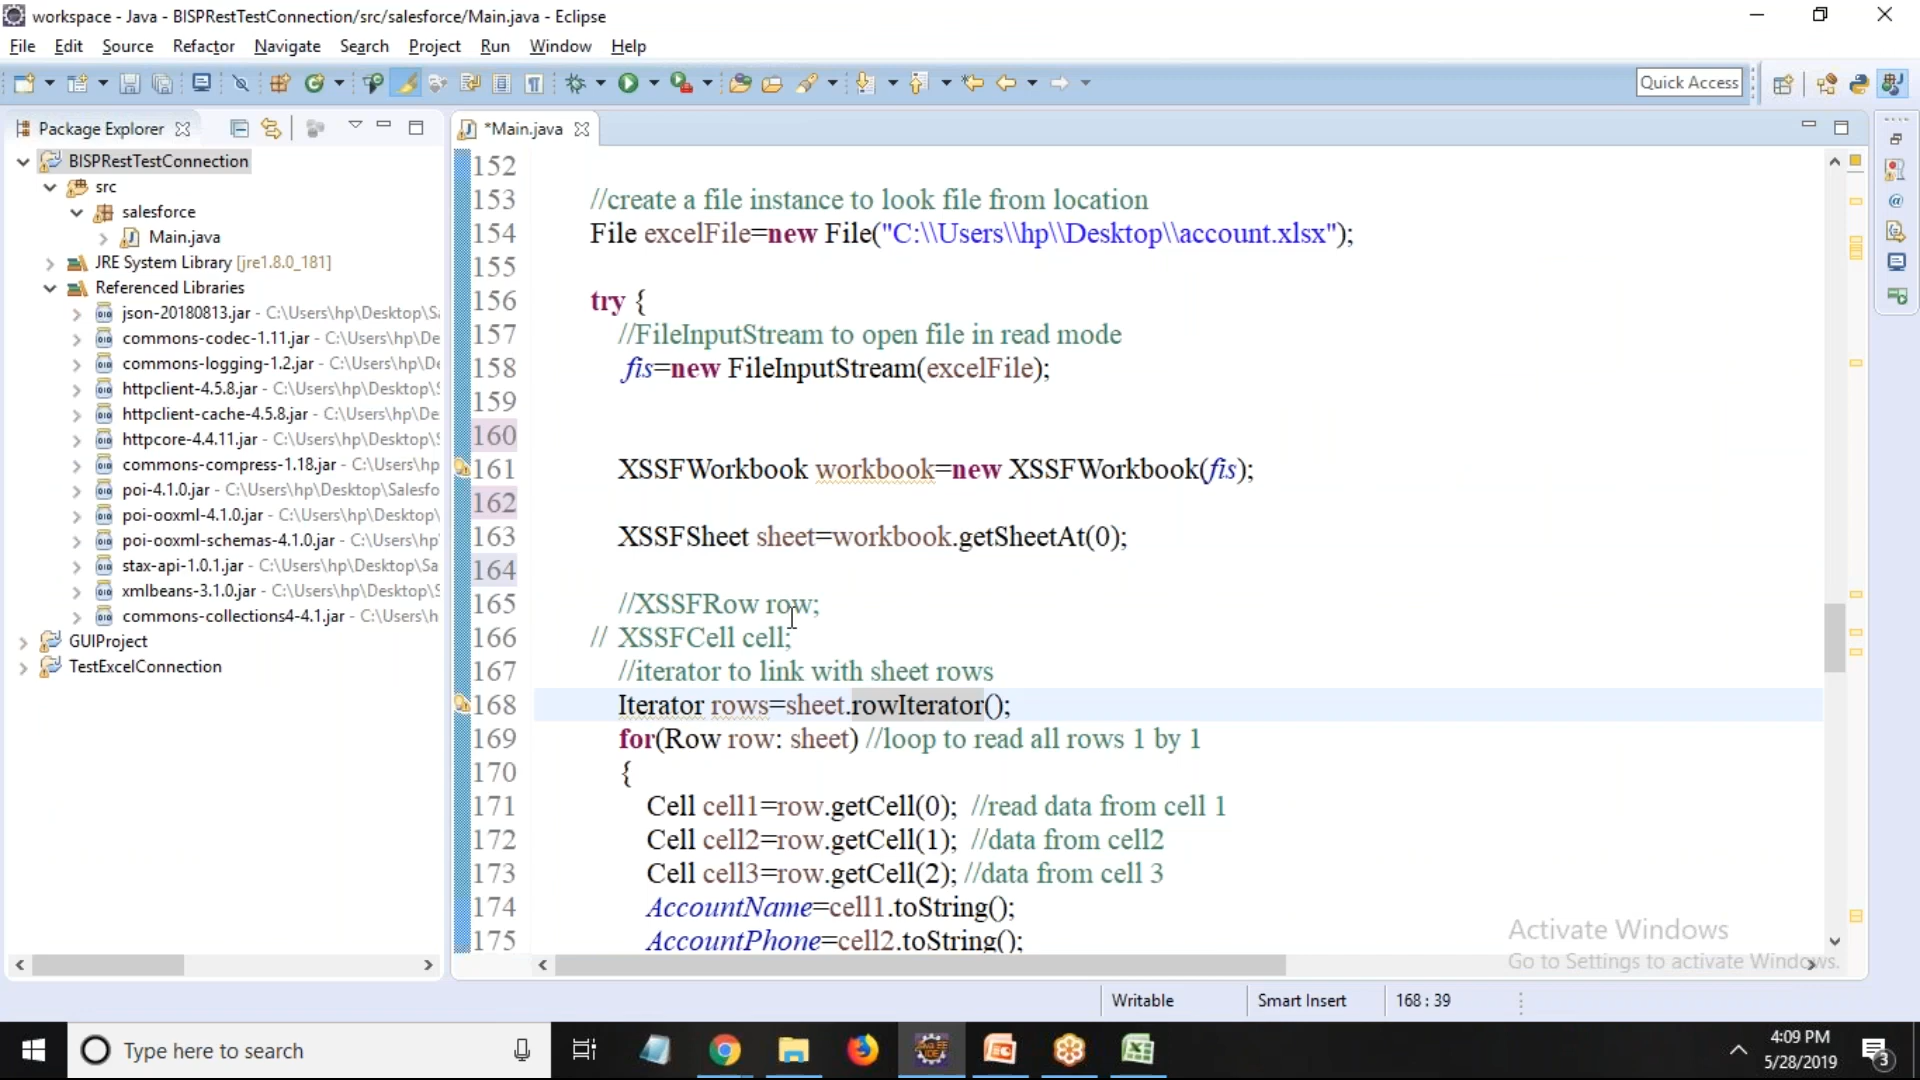 workspace - Java - BISPRestTestConnection/src/salesforce/Main.java - Eclipse
File Edit Source Refactor Navigate Search Project Run Window Help
Quick Access
Package Explorer
*Main.java
BISPRestTestConnection
src
salesforce
Main.java
JRE System Library [jre1.8.0_181]
Referenced Libraries
json-20180813.jar - C:\Users\hp\Desktop\Sa
commons-codec-1.11.jar - C:\Users\hp\De
commons-logging-1.2.jar - C:\Users\hp\De
httpclient-4.5.8.jar - C:\Users\hp\Desktop\S
httpclient-cache-4.5.8.jar - C:\Users\hp\De
httpcore-4.4.11.jar - C:\Users\hp\Desktop\S
commons-compress-1.18.jar - C:\Users\hp
poi-4.1.0.jar - C:\Users\hp\Desktop\Salesfo
poi-ooxml-4.1.0.jar - C:\Users\hp\Desktop\
poi-ooxml-schemas-4.1.0.jar - C:\Users\hp\
stax-api-1.0.1.jar - C:\Users\hp\Desktop\Sa
xmlbeans-3.1.0.jar - C:\Users\hp\Desktop\S
commons-collections4-4.1.jar - C:\Users\h
GUIProject
TestExcelConnection
152
153 //create a file instance to look file from location
154 File excelFile=new File("C:\\Users\\hp\\Desktop\\account.xlsx");
155
156 try {
157 //FileInputStream to open file in read mode
158 fis=new FileInputStream(excelFile);
159
160
161 XSSFWorkbook workbook=new XSSFWorkbook(fis);
162
163 XSSFSheet sheet=workbook.getSheetAt(0);
164
165 //XSSFRow row;
166 // XSSFCell cell;
167 //iterator to link with sheet rows
168 Iterator rows=sheet.rowIterator();
169 for(Row row: sheet) //loop to read all rows 1 by 1
170 {
171 Cell cell1=row.getCell(0); //read data from cell 1
172 Cell cell2=row.getCell(1); //data from cell2
173 Cell cell3=row.getCell(2); //data from cell 3
174 AccountName=cell1.toString();
175 AccountPhone=cell2.toString();
Activate Windows
Go to Settings to activate Windows.
Writable Smart Insert 168 : 39
Type here to search
4:09 PM
5/28/2019
3